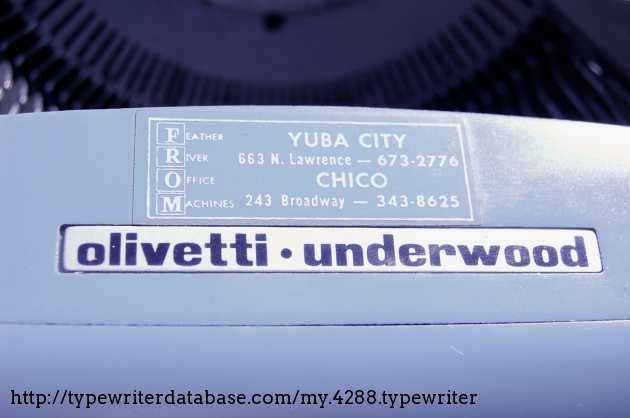 FEATHER YUBA CITY
RIVER 663 N. Lawrence — 673-2776
OFFICE CHICO
MACHINES 243 Broadway — 343-8625
olivetti • underwood
http://typewriterdatabase.com/my.4288.typewriter